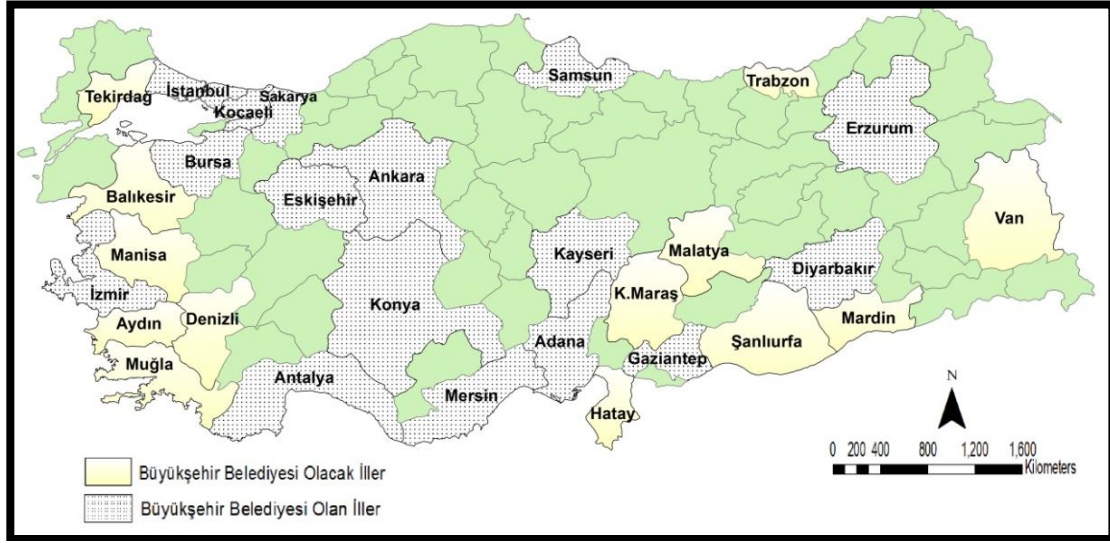 Samsun
Trabzon
Tekirdağ
İstanbul
Sakarya
Kocaeli
Erzurum
Bursa
Ankara
Balıkesir
Eskişehir
Van
Manisa
Kayseri
Malatya
Diyarbakır
İzmir
Konya
K.Maraş
Mardin
Aydın
Denizli
Adana
Şanlıurfa
Muğla
Gaziantep
Antalya
Mersin
Hatay
N
0 200 400 800 1,200 1,600
Kilometers
Büyükşehir Belediyesi Olacak İller
Büyükşehir Belediyesi Olan İller